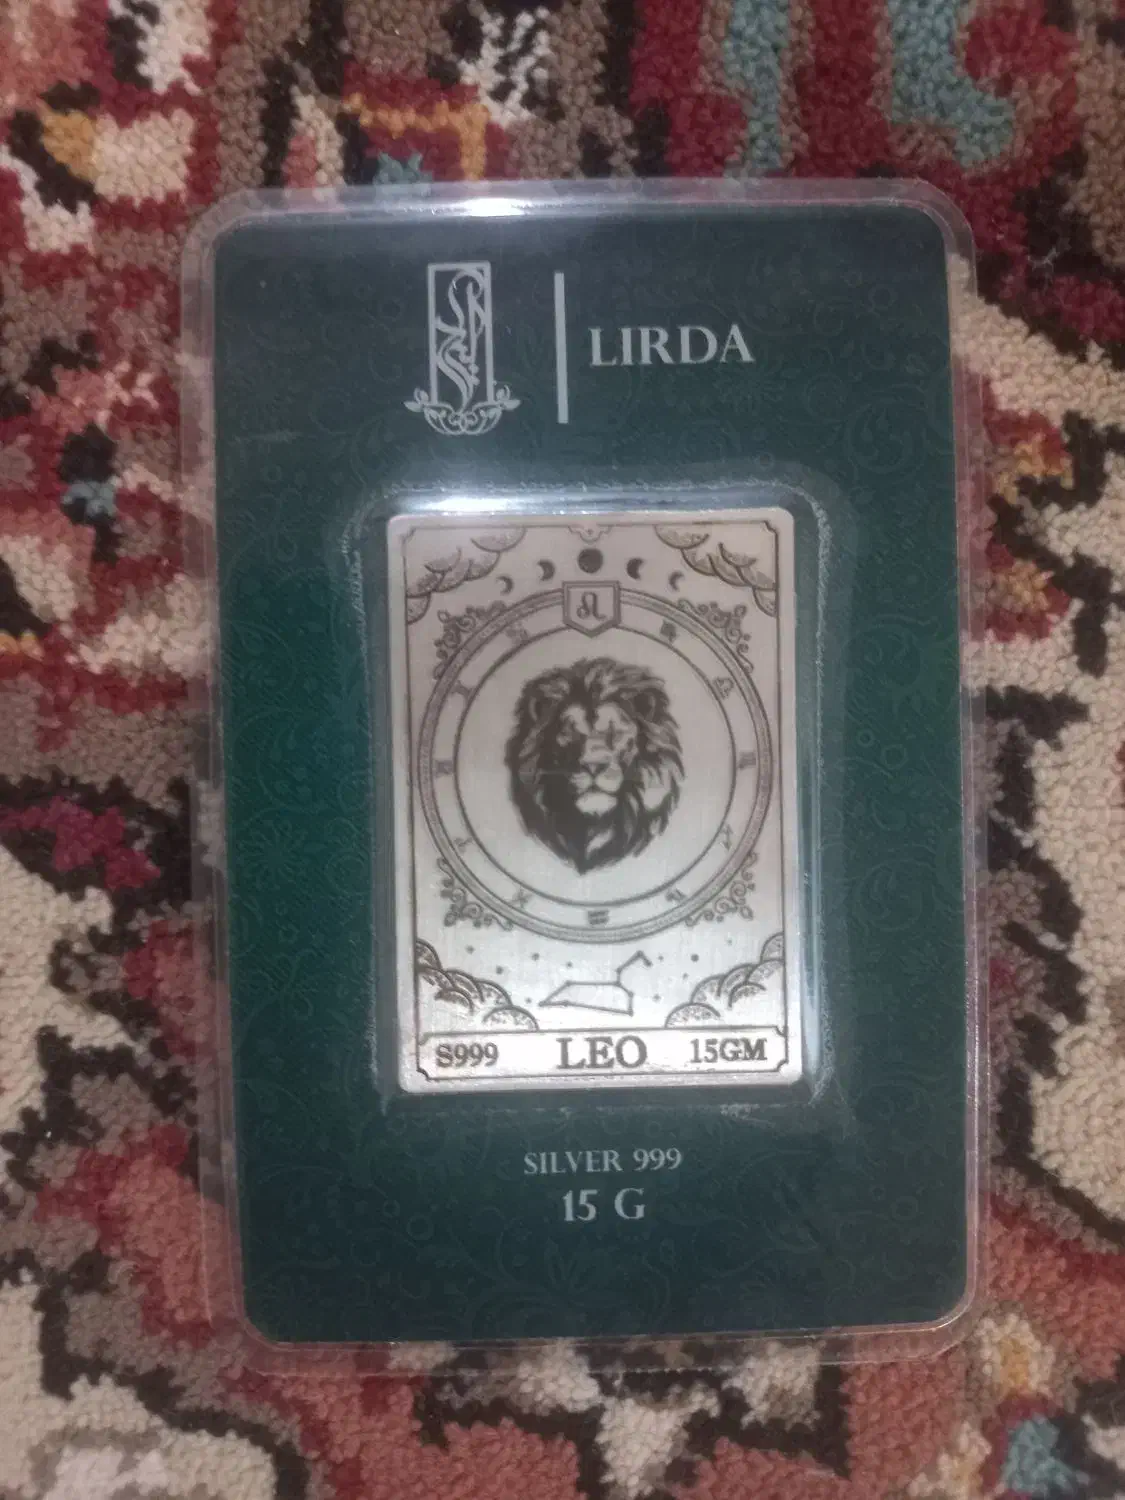 LIRDA
♌
S999 LEO 15GM
SILVER 999
15 G